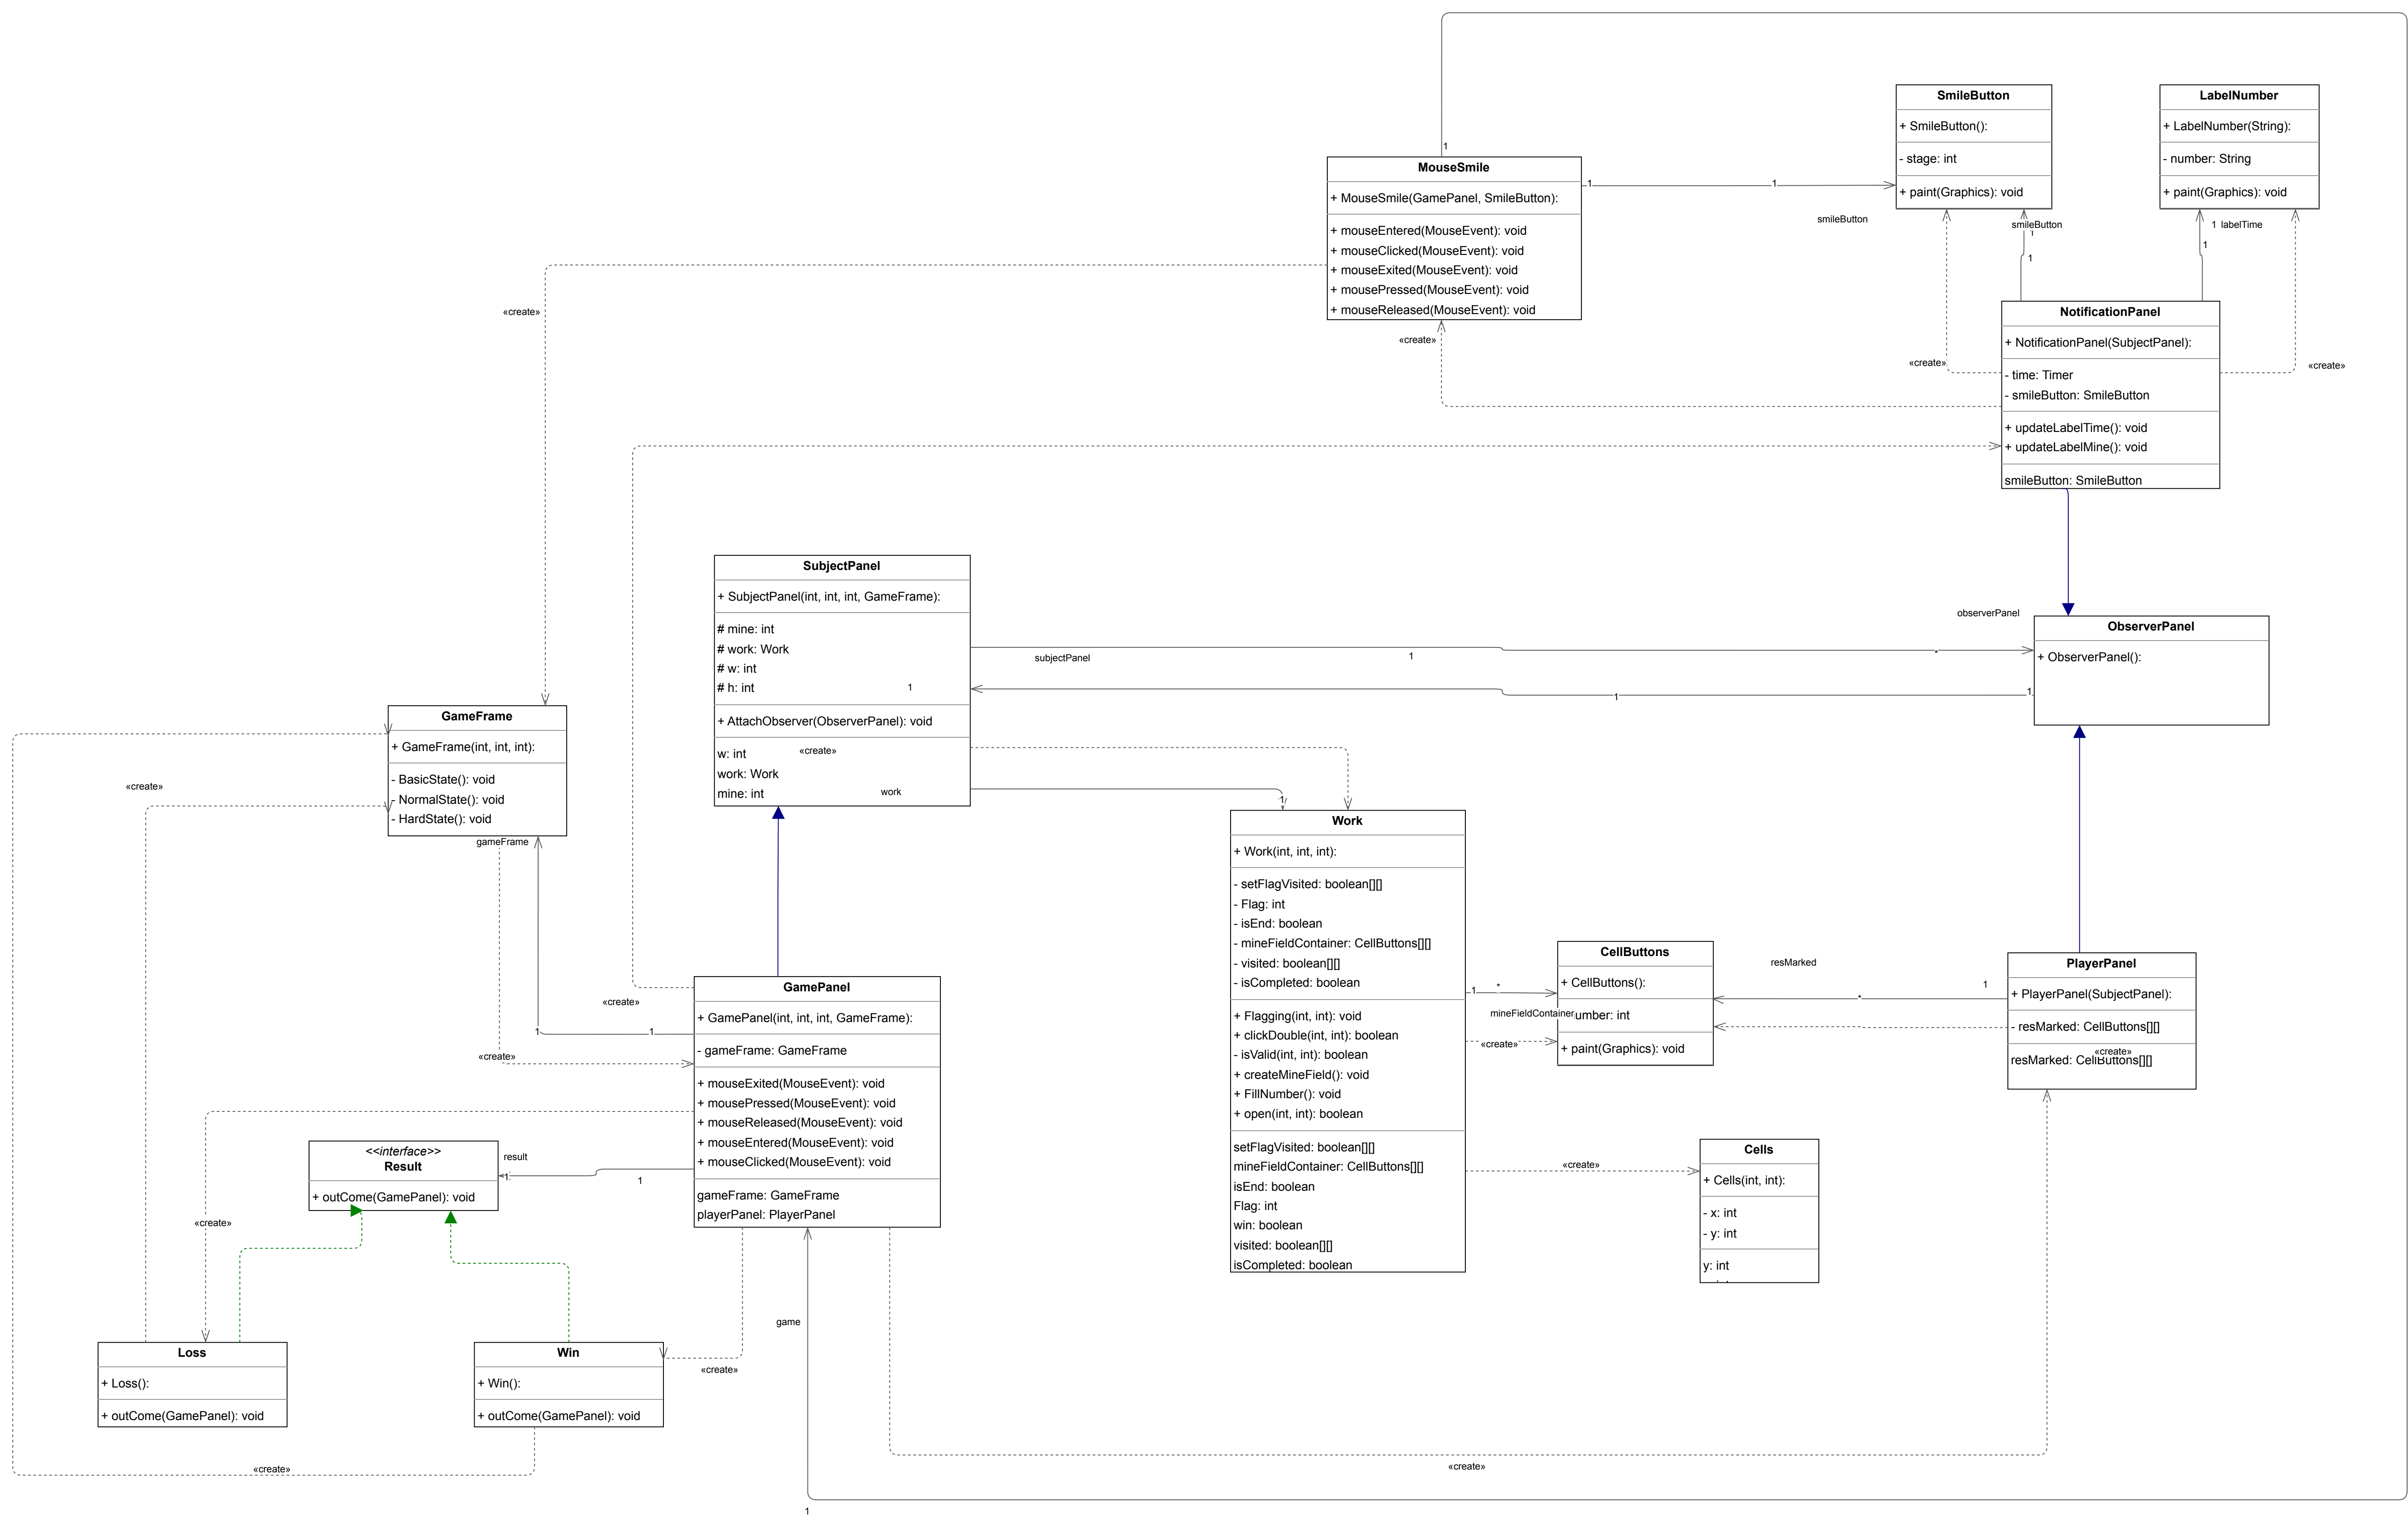 SmileButton
+ SmileButton():
- stage: int
+ paint(Graphics): void
LabelNumber
+ LabelNumber(String):
- number: String
+ paint(Graphics): void
1
MouseSmile
+ MouseSmile(GamePanel, SmileButton):
+ mouseEntered(MouseEvent): void
+ mouseClicked(MouseEvent): void
+ mouseExited(MouseEvent): void
+ mousePressed(MouseEvent): void
+ mouseReleased(MouseEvent): void
1
1
smileButton
smileButton
1
1
1 labelTime
1
«create»
«create»
«create»
«create»
NotificationPanel
+ NotificationPanel(SubjectPanel):
- time: Timer
- smileButton: SmileButton
+ updateLabelTime(): void
+ updateLabelMine(): void
smileButton: SmileButton
SubjectPanel
+ SubjectPanel(int, int, int, GameFrame):
# mine: int
# work: Work
# w: int
# h: int
+ AttachObserver(ObserverPanel): void
w: int
work: Work
mine: int
1
«create»
work
1
subjectPanel
1
*
observerPanel
1
1
ObserverPanel
+ ObserverPanel():
GameFrame
+ GameFrame(int, int, int):
- BasicState(): void
- NormalState(): void
- HardState(): void
«create»
gameFrame
Work
+ Work(int, int, int):
- setFlagVisited: boolean[][]
- Flag: int
- isEnd: boolean
- mineFieldContainer: CellButtons[][]
- visited: boolean[][]
- isCompleted: boolean
+ Flagging(int, int): void
+ clickDouble(int, int): boolean
- isValid(int, int): boolean
+ createMineField(): void
+ FillNumber(): void
+ open(int, int): boolean
setFlagVisited: boolean[][]
mineFieldContainer: CellButtons[][]
isEnd: boolean
Flag: int
win: boolean
visited: boolean[][]
isCompleted: boolean
1
*
mineFieldContainer
«create»
CellButtons
+ CellButtons():
umber: int
+ paint(Graphics): void
resMarked
*
1
PlayerPanel
+ PlayerPanel(SubjectPanel):
- resMarked: CellButtons[][]
«create»
resMarked: CellButtons[][]
«create»
Cells
+ Cells(int, int):
- x: int
- y: int
y: int
GamePanel
+ GamePanel(int, int, int, GameFrame):
- gameFrame: GameFrame
+ mouseExited(MouseEvent): void
+ mousePressed(MouseEvent): void
+ mouseReleased(MouseEvent): void
+ mouseEntered(MouseEvent): void
+ mouseClicked(MouseEvent): void
gameFrame: GameFrame
playerPanel: PlayerPanel
«create»
1
1
«create»
<<interface>>
Result
+ outCome(GamePanel): void
result
1
1
«create»
Loss
+ Loss():
+ outCome(GamePanel): void
Win
+ Win():
+ outCome(GamePanel): void
«create»
game
«create»
«create»
1